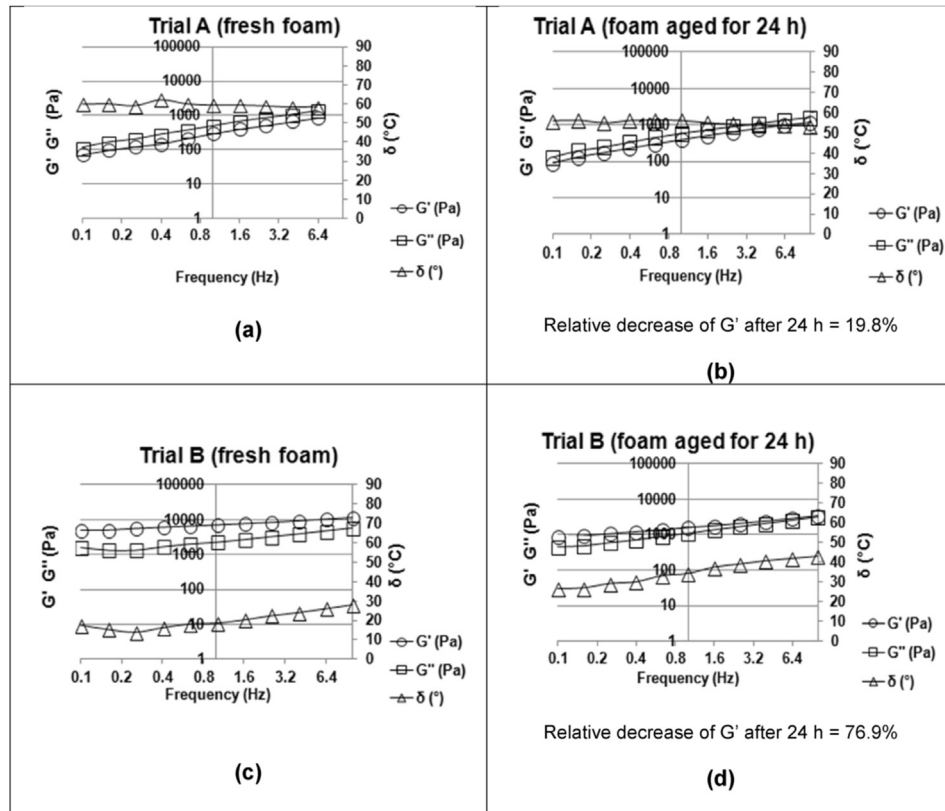 Trial A (fresh foam)
100000
10000
1000
100
10
1
90
80
70
60
50
40
30
20
10
0
G' G'' (Pa)
δ (°C)
0.1 0.2 0.4 0.8 1.6 3.2 6.4
Frequency (Hz)
G' (Pa)
G'' (Pa)
δ (°)
(a)
Trial A (foam aged for 24 h)
100000
10000
1000
100
10
1
90
80
70
60
50
40
30
20
10
0
G' G'' (Pa)
δ (°C)
0.1 0.2 0.4 0.8 1.6 3.2 6.4
Frequency (Hz)
G' (Pa)
G'' (Pa)
δ (°)
Relative decrease of G’ after 24 h = 19.8%
(b)
Trial B (fresh foam)
100000
10000
1000
100
10
1
90
80
70
60
50
40
30
20
10
0
G' G'' (Pa)
δ (°C)
0.1 0.2 0.4 0.8 1.6 3.2 6.4
Frequency (Hz)
G' (Pa)
G'' (Pa)
δ (°)
(c)
Trial B (foam aged for 24 h)
100000
10000
1000
100
10
1
90
80
70
60
50
40
30
20
10
0
G' G'' (Pa)
δ (°C)
0.1 0.2 0.4 0.8 1.6 3.2 6.4
Frequency (Hz)
G' (Pa)
G'' (Pa)
δ (°)
Relative decrease of G’ after 24 h = 76.9%
(d)